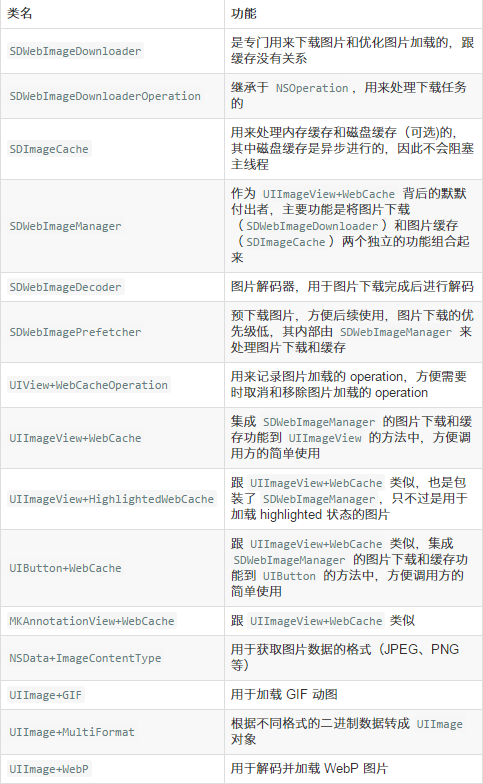 类名 功能
SDWebImageDownloader
是专门用来下载图片和优化图片加载的，跟
缓存没有关系
SDWebImageDownloaderOperation
继承于 NSOperation，用来处理下载任务
的
SDImageCache
用来处理内存缓存和磁盘缓存（可选)的，
其中磁盘缓存是异步进行的，因此不会阻塞
主线程
SDWebImageManager
作为 UIImageView+WebCache 背后的默默
付出者，主要功能是将图片下载
（SDWebImageDownloader）和图片缓存
（SDImageCache）两个独立的功能组合起
来
SDWebImageDecoder
图片解码器，用于图片下载完成后进行解码
SDWebImagePrefetcher
预下载图片，方便后续使用，图片下载的优
先级低，其内部由 SDWebImageManager 来
处理图片下载和缓存
UIView+WebCacheOperation
用来记录图片加载的 operation，方便需要
时取消和移除图片加载的 operation
UIImageView+WebCache
集成 SDWebImageManager 的图片下载和缓
存功能到 UIImageView 的方法中，方便调
用方的简单使用
UIImageView+HighlightedWebCache
跟 UIImageView+WebCache 类似，也是包
装了 SDWebImageManager，只不过是用于
加载 highlighted 状态的图片
UIButton+WebCache
跟 UIImageView+WebCache 类似，集成
SDWebImageManager 的图片下载和缓存功
能到 UIButton 的方法中，方便调用方的
简单使用
MKAnnotationView+WebCache
跟 UIImageView+WebCache 类似
NSData+ImageContentType
用于获取图片数据的格式（JPEG、PNG
等）
UIImage+GIF
用于加载 GIF 动图
UIImage+MultiFormat
根据不同格式的二进制数据转成 UIImage
对象
UIImage+WebP
用于解码并加载 WebP 图片